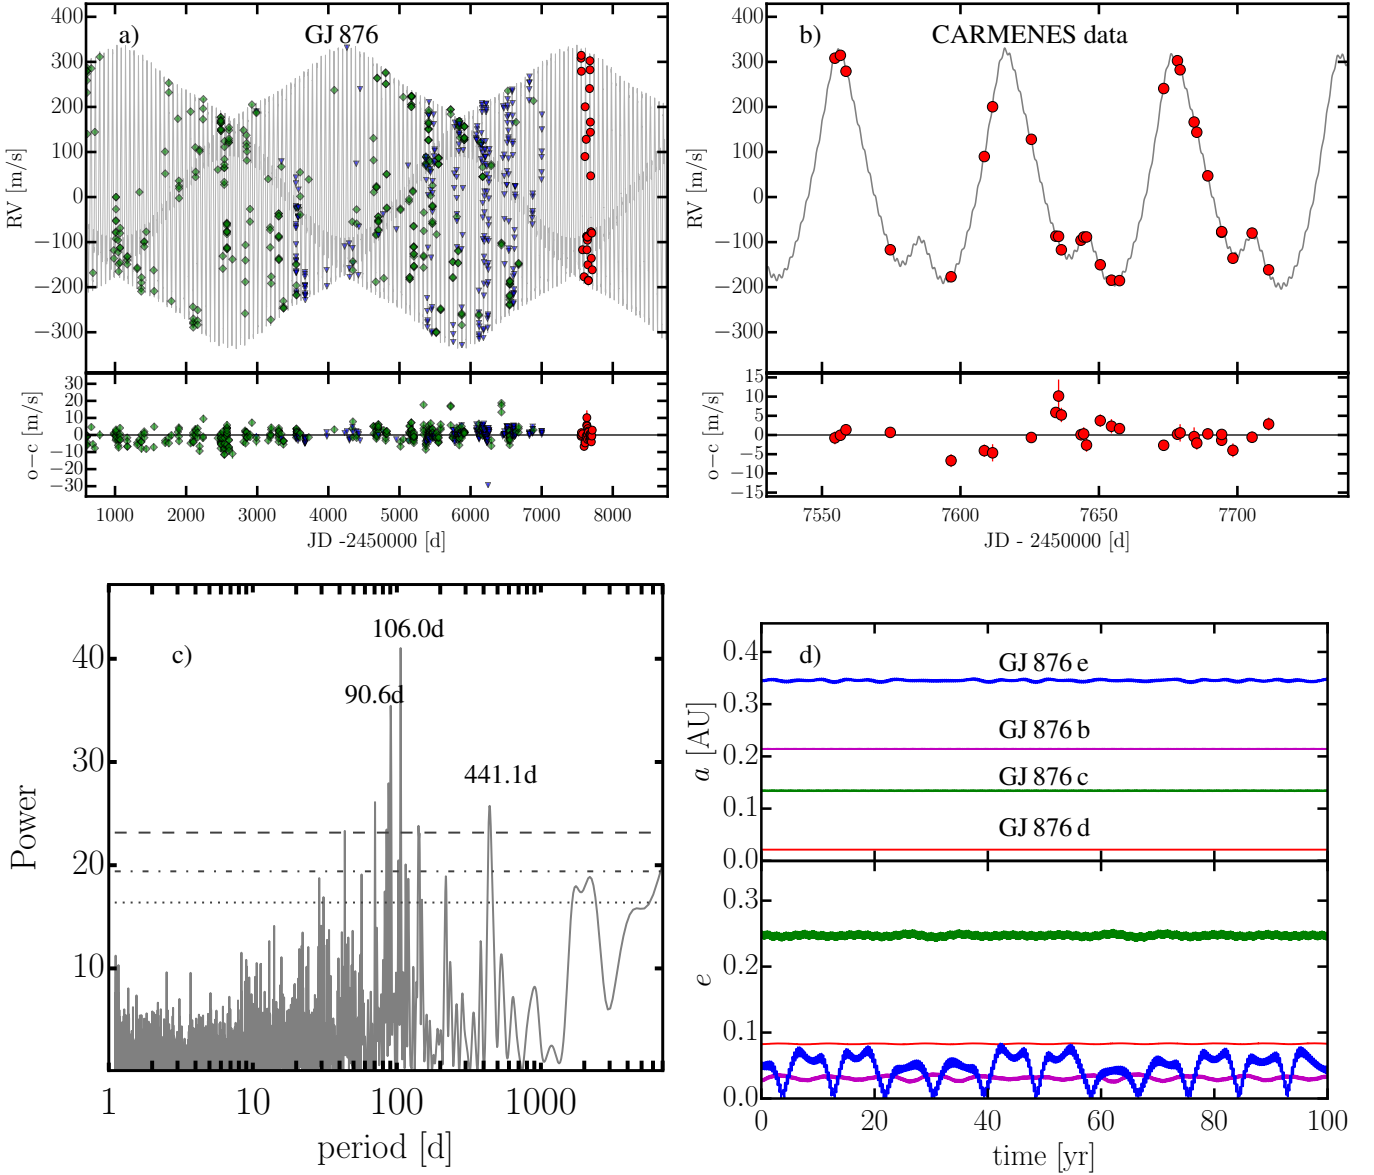 a)
GJ 876
400
300
200
100
0
−100
−200
−300
RV [m/s]
30
20
10
0
−10
−20
−30
o−c [m/s]
1000 2000 3000 4000 5000 6000 7000 8000
JD -2450000 [d]
b)
CARMENES data
400
300
200
100
0
−100
−200
−300
RV [m/s]
15
10
5
0
−5
−10
−15
o−c [m/s]
7550 7600 7650 7700
JD - 2450000 [d]
c)
106.0d
90.6d
441.1d
40
30
20
10
Power
1 10 100 1000
period [d]
d)
GJ 876 e
GJ 876 b
GJ 876 c
GJ 876 d
0.4
0.3
0.2
0.1
0.0
a [AU]
0.3
0.2
0.1
0.0
e
0 20 40 60 80 100
time [yr]